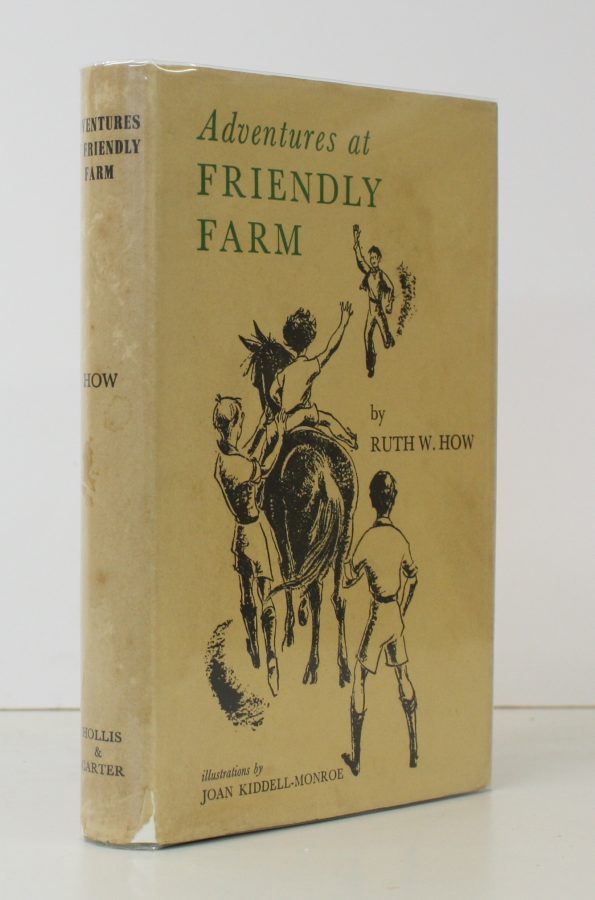 Adventures at
FRIENDLY
FARM
by
RUTH W. HOW
illustrations by
JOAN KIDDELL-MONROE
VENTURES
FRIENDLY
FARM
HOW
HOLLIS
&
CARTER